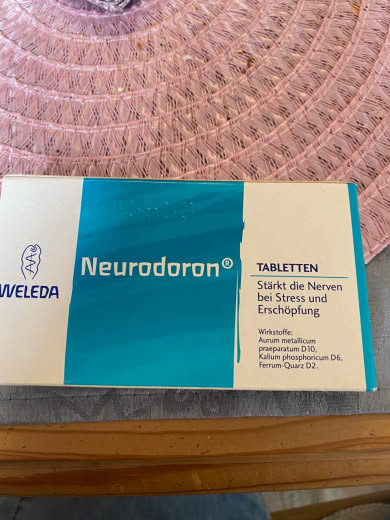 WELEDA
Neurodoron®
TABLETTEN
Stärkt die Nerven
bei Stress und
Erschöpfung
Wirkstoffe:
Aurum metallicum
praeparatum D10,
Kalium phosphoricum D6,
Ferrum-Quarz D2.